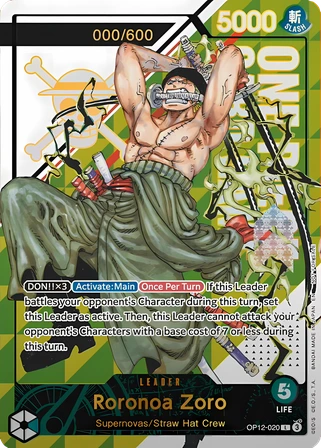 000/600
5000
斬
SLASH
DON!!×3 Activate:Main Once Per Turn If this Leader
battles your opponent's Character during this turn, set
this Leader as active. Then, this Leader cannot attack your
opponent's Characters with a base cost of 7 or less during
this turn.
LEADER
Roronoa Zoro
Supernovas/Straw Hat Crew
5
LIFE
OP12-020 L